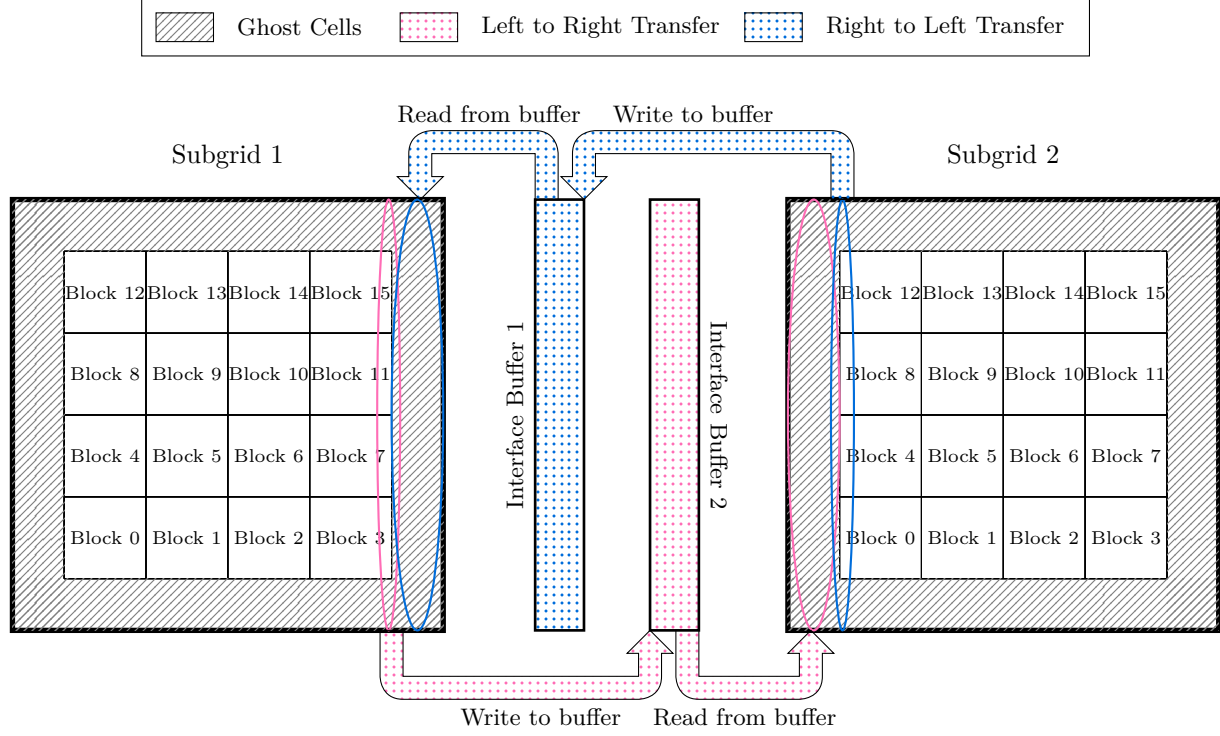 Ghost Cells
Left to Right Transfer
Right to Left Transfer
Read from buffer
Write to buffer
Subgrid 1
Subgrid 2
Block 12 Block 13 Block 14 Block 15
Block 8 Block 9 Block 10 Block 11
Block 4 Block 5 Block 6 Block 7
Block 0 Block 1 Block 2 Block 3
Interface Buffer 1
Interface Buffer 2
Block 12 Block 13 Block 14 Block 15
Block 8 Block 9 Block 10 Block 11
Block 4 Block 5 Block 6 Block 7
Block 0 Block 1 Block 2 Block 3
Write to buffer
Read from buffer